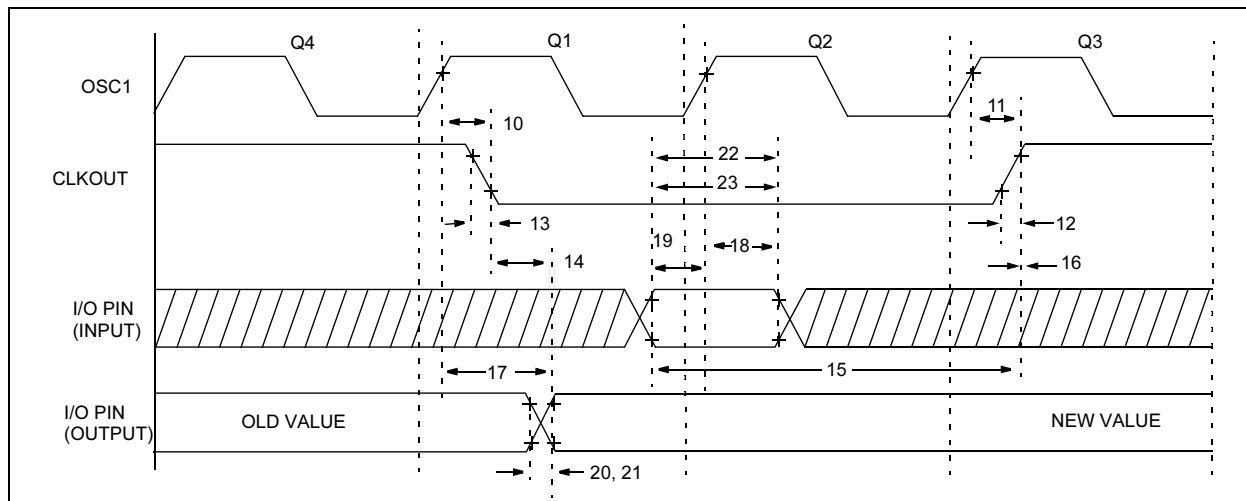 Q4 Q1 Q2 Q3
OSC1
10 11
22
CLKOUT
23
13 12
19 18
14 16
I/O PIN
(INPUT)
17 15
I/O PIN
(OUTPUT)
OLD VALUE NEW VALUE
20, 21